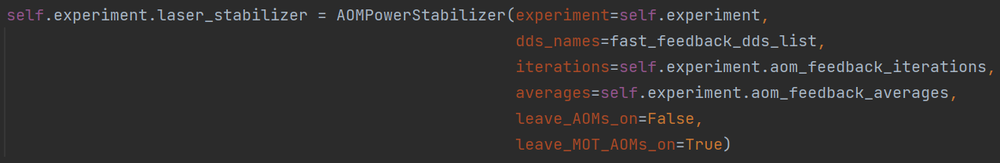 self.experiment.laser_stabilizer = AOMPowerStabilizer(experiment=self.experiment,
dds_names=fast_feedback_dds_list,
iterations=self.experiment.aom_feedback_iterations,
averages=self.experiment.aom_feedback_averages,
leave_AOMs_on=False,
leave_MOT_AOMs_on=True)